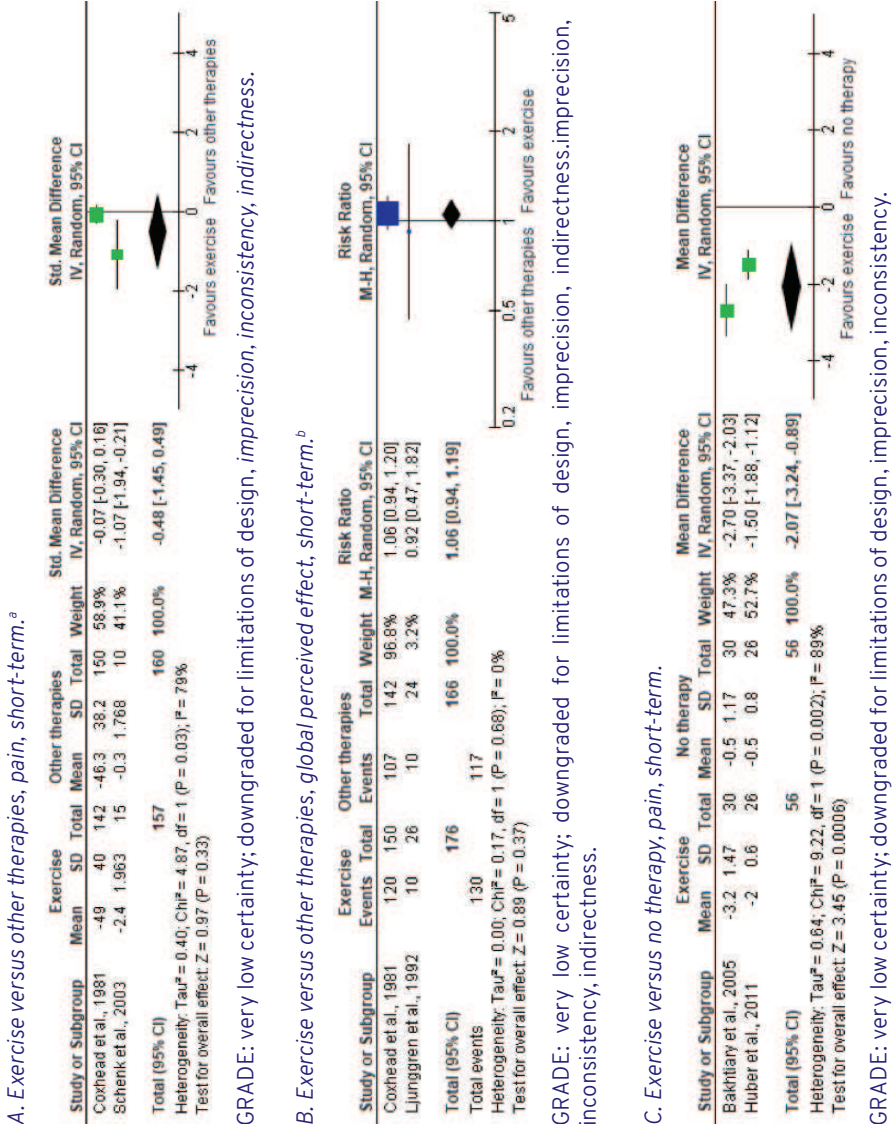 A. Exercise versus other therapies, pain, short-term.ª
Exercise Other therapies Std. Mean Difference Std. Mean Difference
Study or Subgroup Mean SD Total Mean SD Total Weight IV, Random, 95% CI IV, Random, 95% CI
Coxhead et al., 1981 -49 40 142 -46.3 38.2 150 58.9% -0.07 [-0.30, 0.16]
Schenk et al., 2003 -2.4 1.963 15 -0.3 1.768 10 41.1% -1.07 [-1.94, -0.21]
Total (95% CI) 157 160 100.0% -0.48 [-1.45, 0.49]
Heterogeneity: Tau² = 0.40; Chi² = 4.87, df = 1 (P = 0.03); I² = 79%
Test for overall effect: Z = 0.97 (P = 0.33)
-4 -2 0 2 4
Favours exercise Favours other therapies
GRADE: very low certainty; downgraded for limitations of design, imprecision, inconsistency, indirectness.
B. Exercise versus other therapies, global perceived effect, short-term.ᵇ
Exercise Other therapies Risk Ratio Risk Ratio
Study or Subgroup Events Total Events Total Weight M-H, Random, 95% CI M-H, Random, 95% CI
Coxhead et al., 1981 120 150 107 142 96.8% 1.06 [0.94, 1.20]
Ljunggren et al., 1992 10 26 10 24 3.2% 0.92 [0.47, 1.82]
Total (95% CI) 176 166 100.0% 1.06 [0.94, 1.19]
Total events 130 117
Heterogeneity: Tau² = 0.00; Chi² = 0.17, df = 1 (P = 0.68); I² = 0%
Test for overall effect: Z = 0.89 (P = 0.37)
0.2 0.5 1 2 5
Favours other therapies Favours exercise
GRADE: very low certainty; downgraded for limitations of design, imprecision, indirectness.imprecision,
inconsistency, indirectness.
C. Exercise versus no therapy, pain, short-term.
Exercise No therapy Mean Difference Mean Difference
Study or Subgroup Mean SD Total Mean SD Total Weight IV, Random, 95% CI IV, Random, 95% CI
Bakhtiary et al., 2005 -3.2 1.47 30 -0.5 1.17 30 47.3% -2.70 [-3.37, -2.03]
Huber et al., 2011 -2 0.6 26 -0.5 0.8 26 52.7% -1.50 [-1.88, -1.12]
Total (95% CI) 56 56 100.0% -2.07 [-3.24, -0.89]
Heterogeneity: Tau² = 0.64; Chi² = 9.22, df = 1 (P = 0.002); I² = 89%
Test for overall effect: Z = 3.45 (P = 0.0006)
-4 -2 0 2 4
Favours exercise Favours no therapy
GRADE: very low certainty; downgraded for limitations of design, imprecision, inconsistency, indirectness.